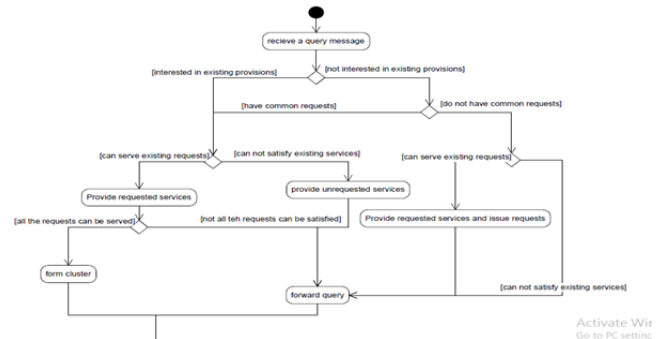 recieve a query message
[interested in existing provisions]
[not interested in existing provisions]
[have common requests]
[do not have common requests]
[can serve existing requests]
[can not satisfy existing services]
[can serve existing requests]
Provide requested services
provide unrequested services
[all the requests can be served]
[not all teh requests can be satisfied]
Provide requested services and issue requests
form cluster
forward query
[can not satisfy existing services]
Activate Wir
Go to PC setting